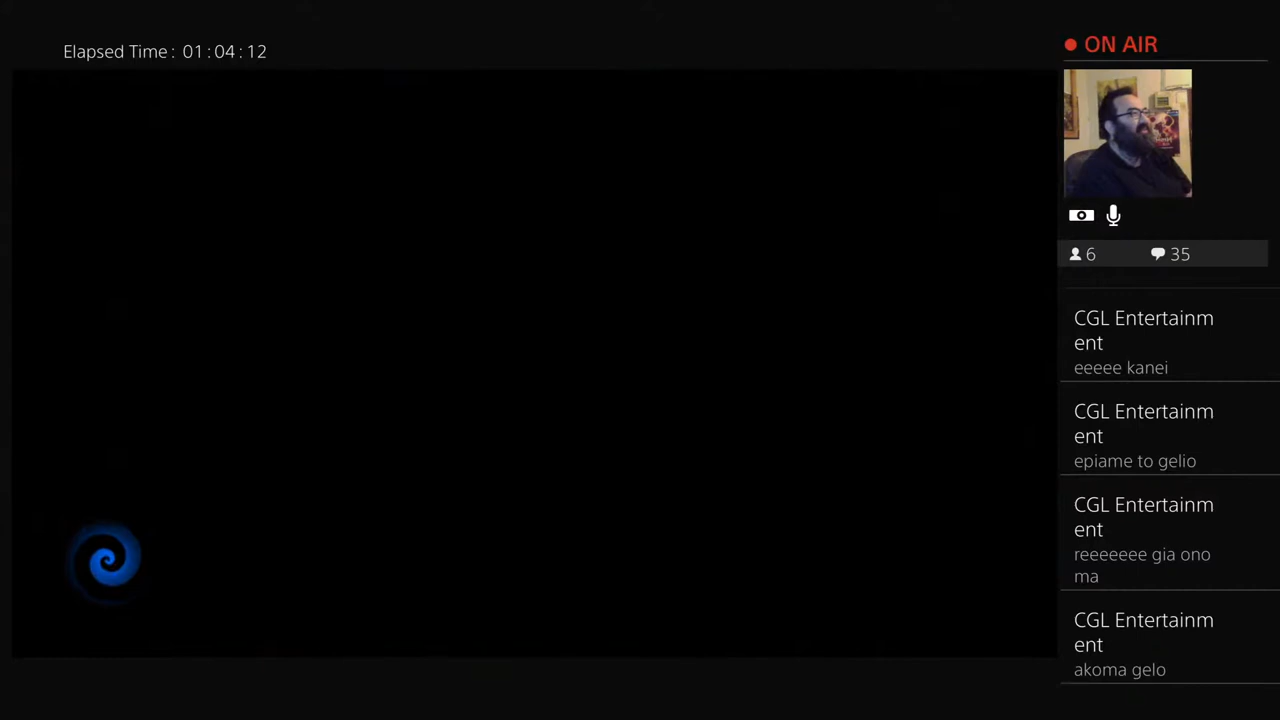 Elapsed Time: 01:04:12
ON AIR
6 35
CGL Entertainm
ent
eeeee kanei
CGL Entertainm
ent
epiame to gelio
CGL Entertainm
ent
reeeeeee gia ono
ma
CGL Entertainm
ent
akoma gelo